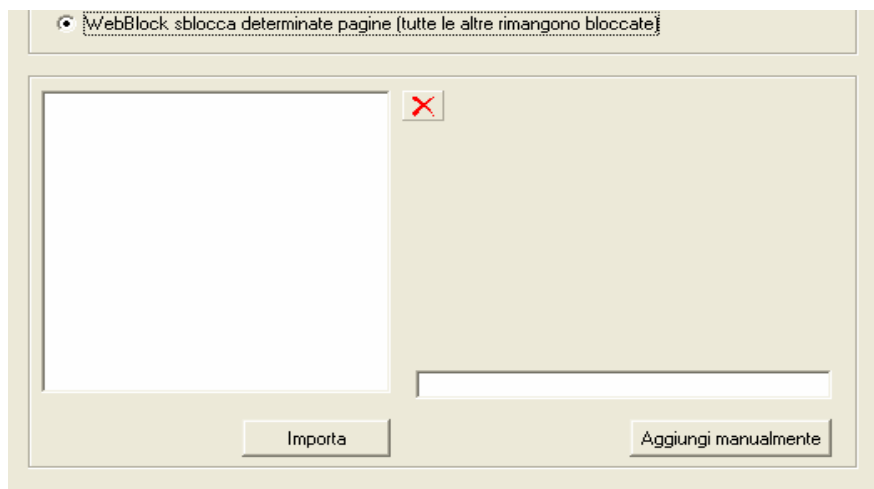 WebBlock sblocca determinate pagine (tutte le altre rimangono bloccate)
Importa
Aggiungi manualmente